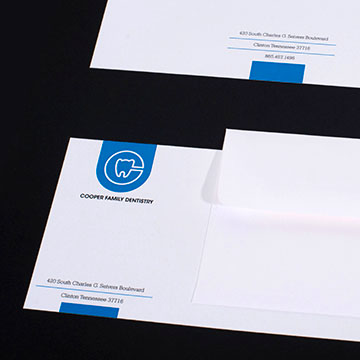 420 South Charles G. Seivers Boulevard
Clinton Tennessee 37716
865.457.1486
COOPER FAMILY DENTISTRY
420 South Charles G. Seivers Boulevard
Clinton Tennessee 37716